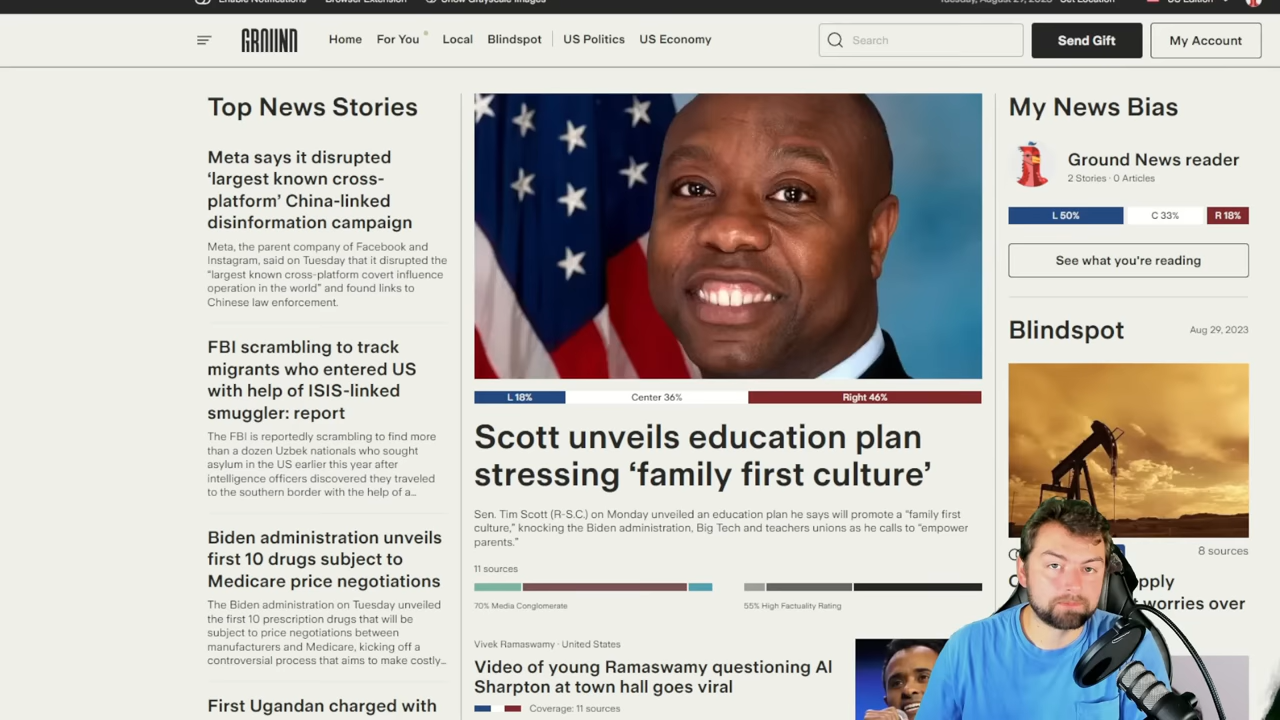 Enable Notifications Browser Extension Show Grayscale Images Tuesday, August 29, 2023 Set Location US Edition
GROUND Home For You Local Blindspot US Politics US Economy Search Send Gift My Account
Top News Stories
Meta says it disrupted
‘largest known cross-
platform’ China-linked
disinformation campaign
Meta, the parent company of Facebook and
Instagram, said on Tuesday that it disrupted the
“largest known cross-platform covert influence
operation in the world” and found links to
Chinese law enforcement.
FBI scrambling to track
migrants who entered US
with help of ISIS-linked
smuggler: report
The FBI is reportedly scrambling to find more
than a dozen Uzbek nationals who sought
asylum in the US earlier this year after
intelligence officers discovered they traveled
to the southern border with the help of a...
Biden administration unveils
first 10 drugs subject to
Medicare price negotiations
The Biden administration on Tuesday unveiled
the first 10 prescription drugs that will be
subject to price negotiations between
manufacturers and Medicare, kicking off a
controversial process that aims to make costly...
First Ugandan charged with
L 18% Center 36% Right 46%
Scott unveils education plan
stressing ‘family first culture’
Sen. Tim Scott (R-S.C.) on Monday unveiled an education plan he says will promote a “family first
culture,” knocking the Biden administration, Big Tech and teachers unions as he calls to “empower
parents.”
11 sources
70% Media Conglomerate 55% High Factuality Rating
Vivek Ramaswamy · United States
Video of young Ramaswamy questioning Al
Sharpton at town hall goes viral
Coverage: 11 sources
My News Bias
Ground News reader
2 Stories · 0 Articles
L 50% C 33% R 18%
See what you're reading
Blindspot Aug 29, 2023
8 sources
worries over